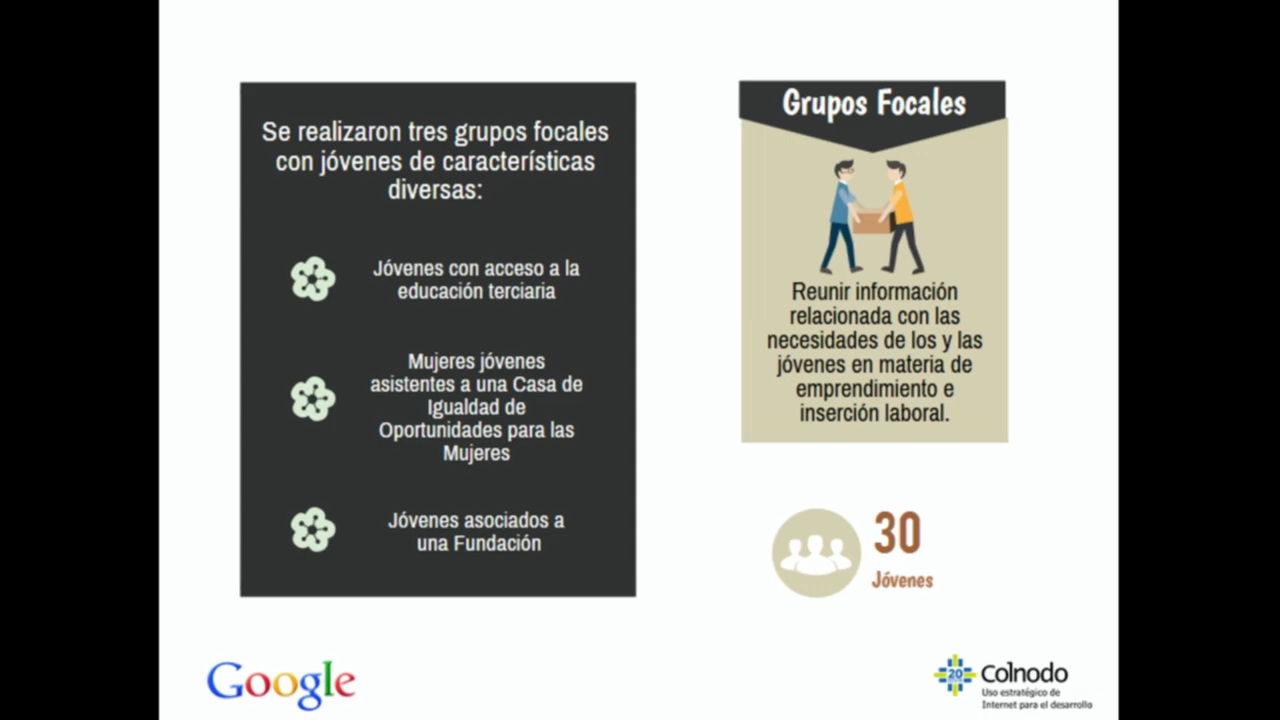 Se realizaron tres grupos focales
con jóvenes de características
diversas:
Jóvenes con acceso a la
educación terciaria
Mujeres jóvenes
asistentes a una Casa de
Igualdad de
Oportunidades para las
Mujeres
Jóvenes asociados a
una Fundación
Grupos Focales
Reunir información
relacionada con las
necesidades de los y las
jóvenes en materia de
emprendimiento e
inserción laboral.
30
Jóvenes
Google
20
Colnodo
Uso estratégico de
Internet para el desarrollo